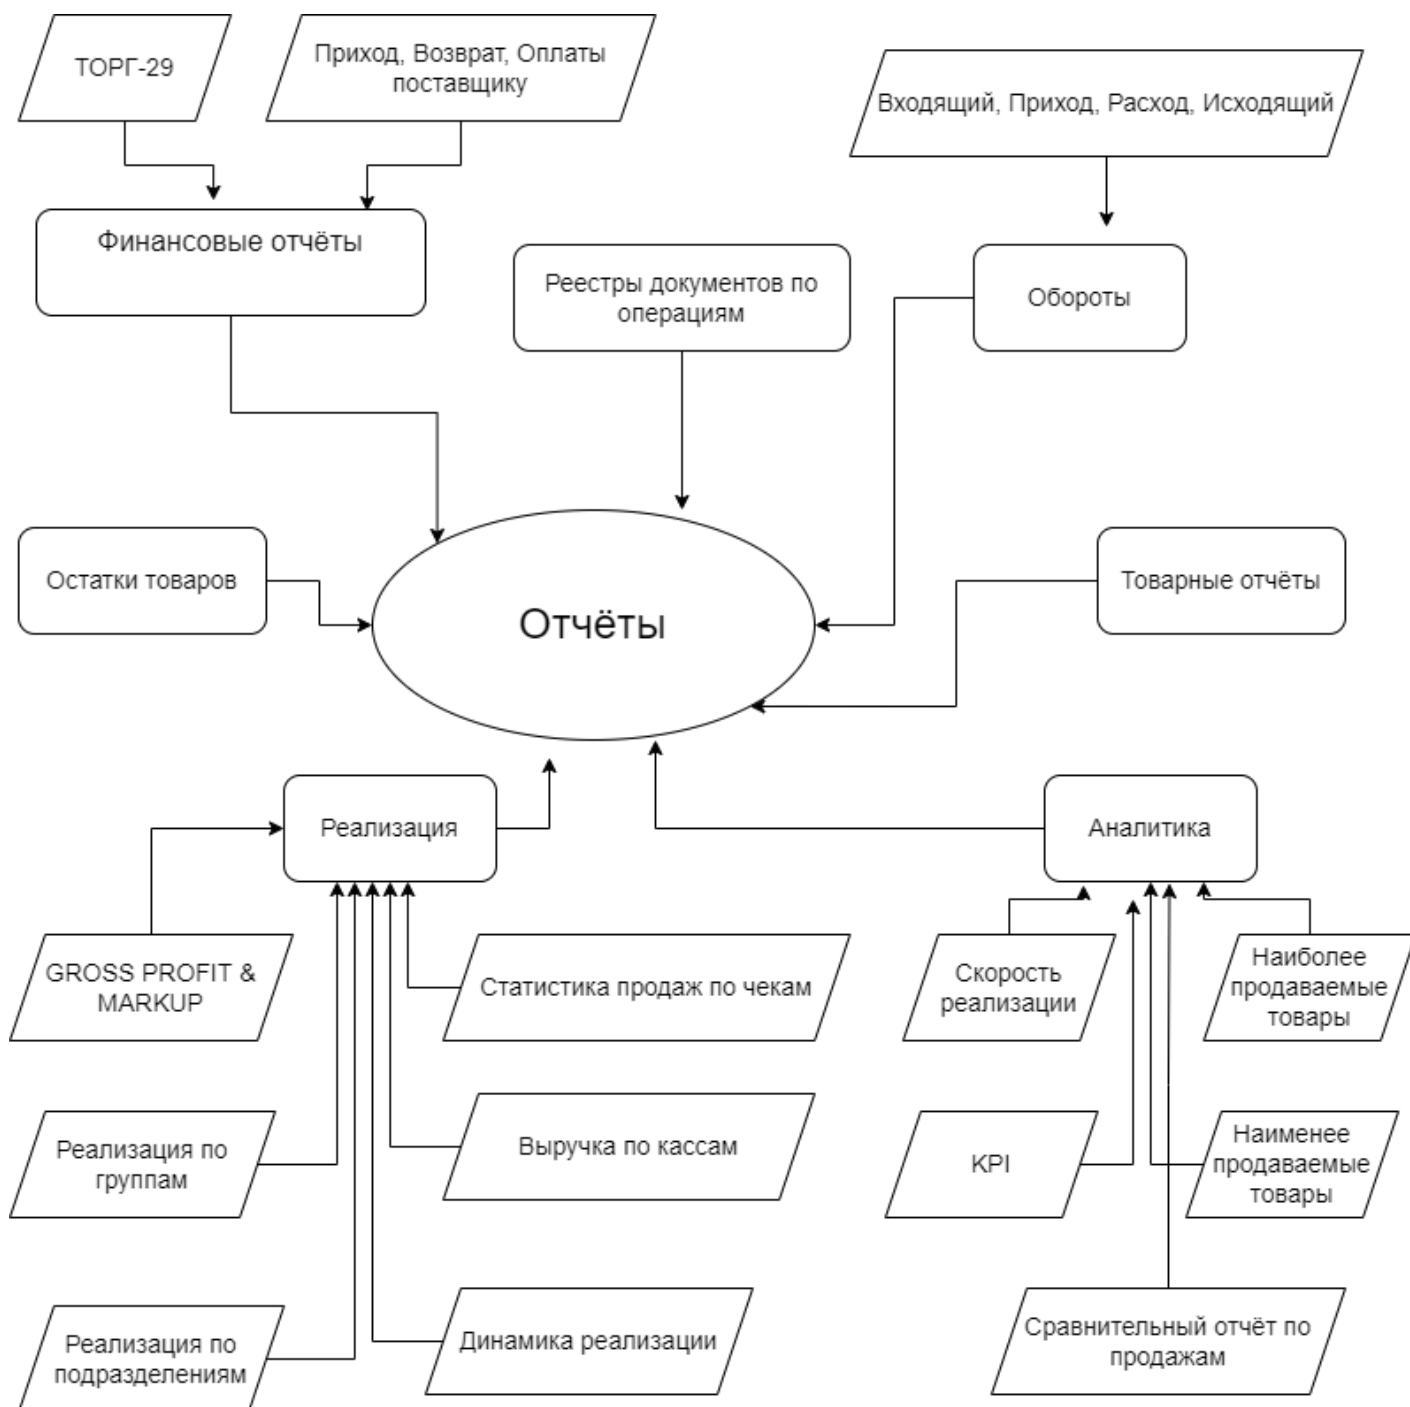 ТОРГ-29
Приход, Возврат, Оплаты
поставщику
Входящий, Приход, Расход, Исходящий
Финансовые отчёты
Реестры документов по
операциям
Обороты
Остатки товаров
Отчёты
Товарные отчёты
Реализация
Аналитика
GROSS PROFIT &
MARKUP
Статистика продаж по чекам
Скорость
реализации
Наиболее
продаваемые
товары
Реализация по
группам
Выручка по кассам
KPI
Наименее
продаваемые
товары
Реализация по
подразделениям
Динамика реализации
Сравнительный отчёт по
продажам